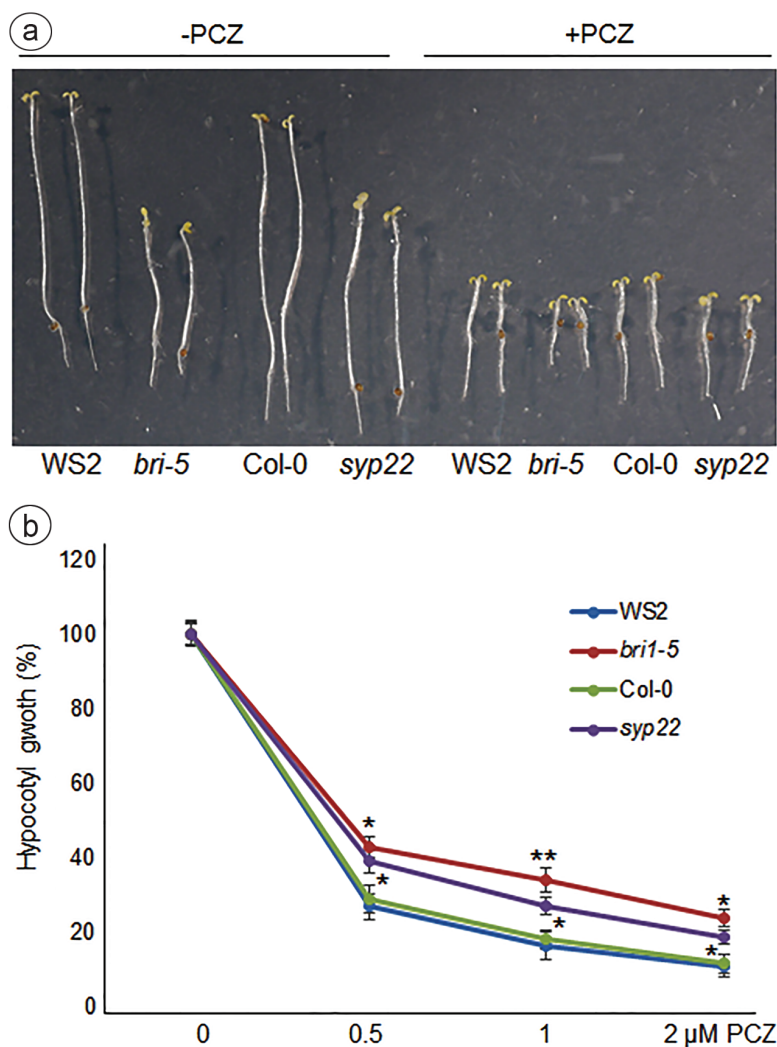 a
-PCZ +PCZ
WS2 bri-5 Col-0 syp22 WS2 bri-5 Col-0 syp22
b
120
100
80
60
40
20
0
Hypocotyl gwoth (%)
WS2
bri1-5
Col-0
syp22
* ** *
* * *
0 0.5 1 2 µM PCZ